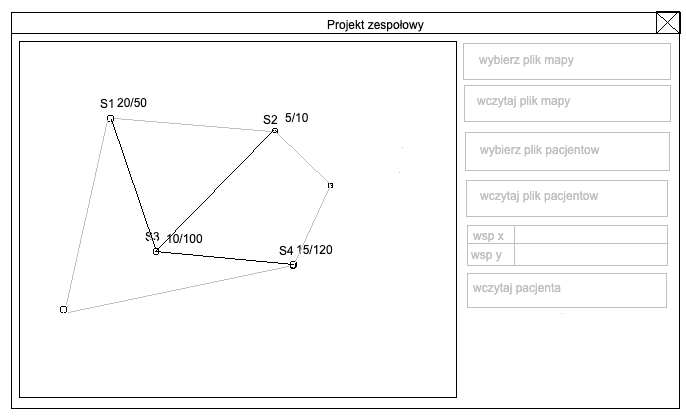 Projekt zespołowy
wybierz plik mapy
wczytaj plik mapy
wybierz plik pacjentow
wczytaj plik pacjentow
wsp x
wsp y
wczytaj pacjenta
S1 20/50
S2 5/10
S3 10/100
S4 15/120